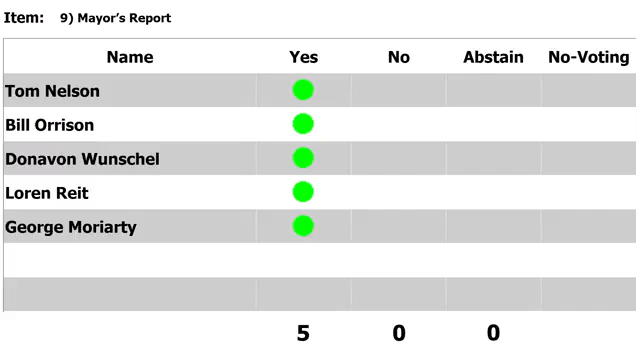 Item: 9) Mayor’s Report
Name Yes No Abstain No-Voting
Tom Nelson
Bill Orrison
Donavon Wunschel
Loren Reit
George Moriarty
5 0 0